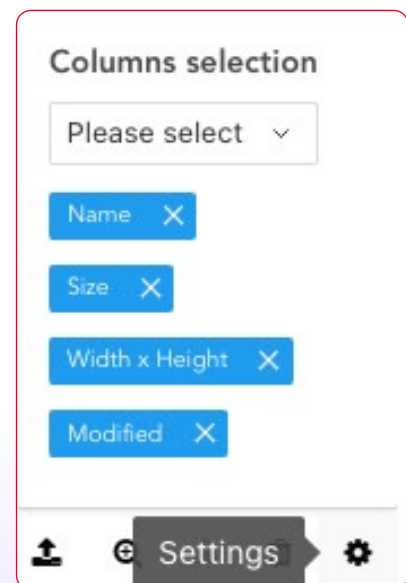 Columns selection
Please select
Name
Size
Width x Height
Modified
Settings